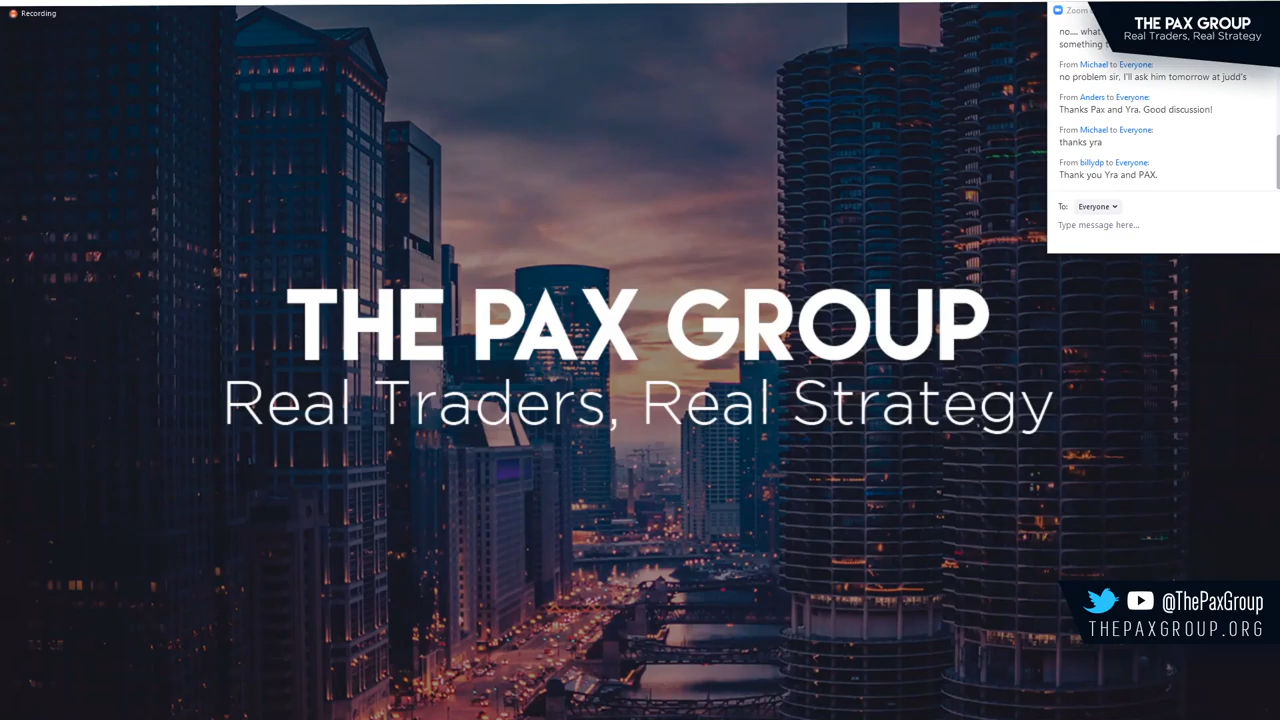 Recording
Zoom
THE PAX GROUP
Real Traders, Real Strategy
no.... what
something
From Michael to Everyone:
no problem sir, I'll ask him tomorrow at judd's
From Anders to Everyone:
Thanks Pax and Yra. Good discussion!
From Michael to Everyone:
thanks yra
From billydp to Everyone:
Thank you Yra and PAX.
To: Everyone
Type message here...
THE PAX GROUP
Real Traders, Real Strategy
@ThePaxGroup
THEPAXGROUP.ORG